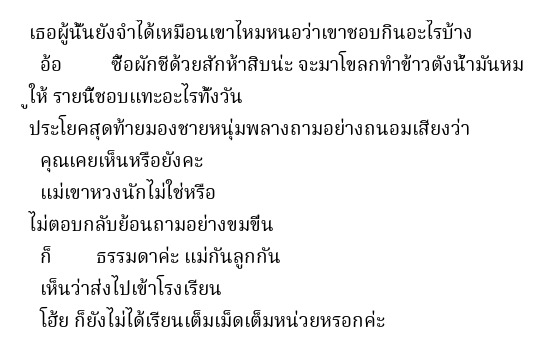 เธอผู้นั้นยังจำได้เหมือนเขาไหมหนอว่าเขาชอบกินอะไรบ้าง
อ้อ ซื้อผักชีด้วยสักห้าสิบน่ะ จะมาโขลกทำข้าวตังน้ำมันหม
ูให้ รายนี้ชอบแทะอะไรทั้งวัน
ประโยคสุดท้ายมองชายหนุ่มพลางถามอย่างถนอมเสียงว่า
คุณเคยเห็นหรือยังคะ
แม่เขาหวงนักไม่ใช่หรือ
ไม่ตอบกลับย้อนถามอย่างขมขื่น
ก็ ธรรมดาค่ะ แม่กันลูกกัน
เห็นว่าส่งไปเข้าโรงเรียน
โฮ้ย ก็ยังไม่ได้เรียนเต็มเม็ดเต็มหน่วยหรอกค่ะ